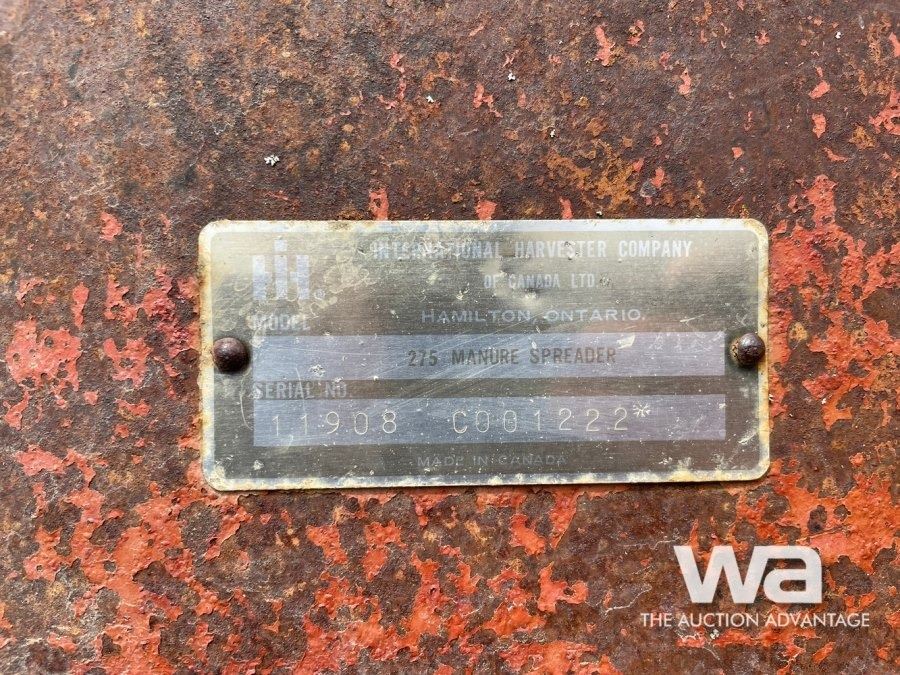 INTERNATIONAL HARVESTER COMPANY
OF CANADA LTD.
HAMILTON, ONTARIO.
IH®
MODEL
275 MANURE SPREADER
SERIAL NO.
11908 C001222*
MADE IN CANADA
wa
THE AUCTION ADVANTAGE